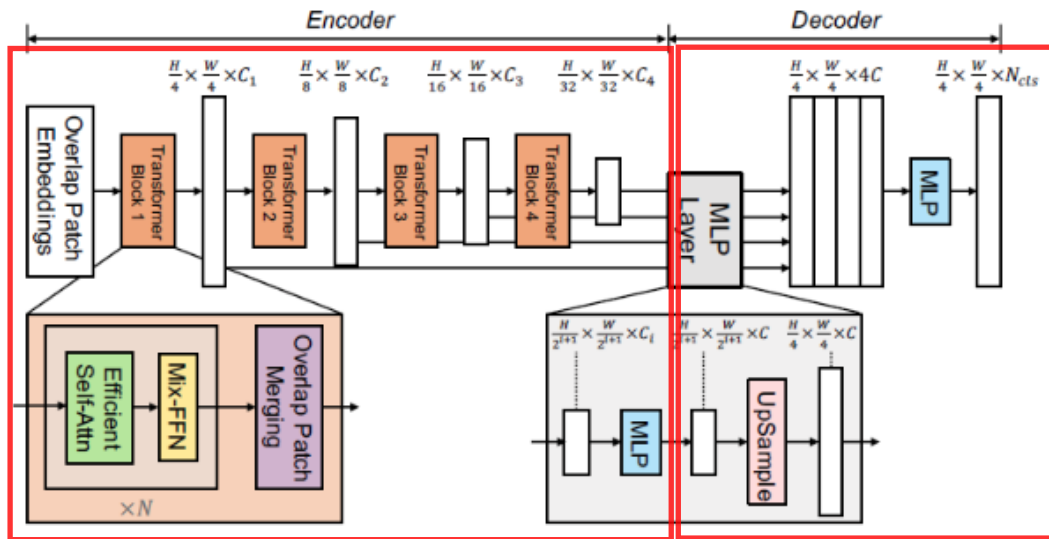 Encoder
Decoder
H/4 × W/4 × C₁
H/8 × W/8 × C₂
H/16 × W/16 × C₃
H/32 × W/32 × C₄
H/4 × W/4 × 4C
H/4 × W/4 × N_cls
Overlap Patch
Embeddings
Transformer
Block 1
Transformer
Block 2
Transformer
Block 3
Transformer
Block 4
MLP
Layer
MLP
Efficient
Self-Attn
Mix-FFN
×N
Overlap Patch
Merging
H/2^(i+1) × W/2^(i+1) × C_i
H/2^(i+1) × W/2^(i+1) × C
H/4 × W/4 × C
MLP
UpSample